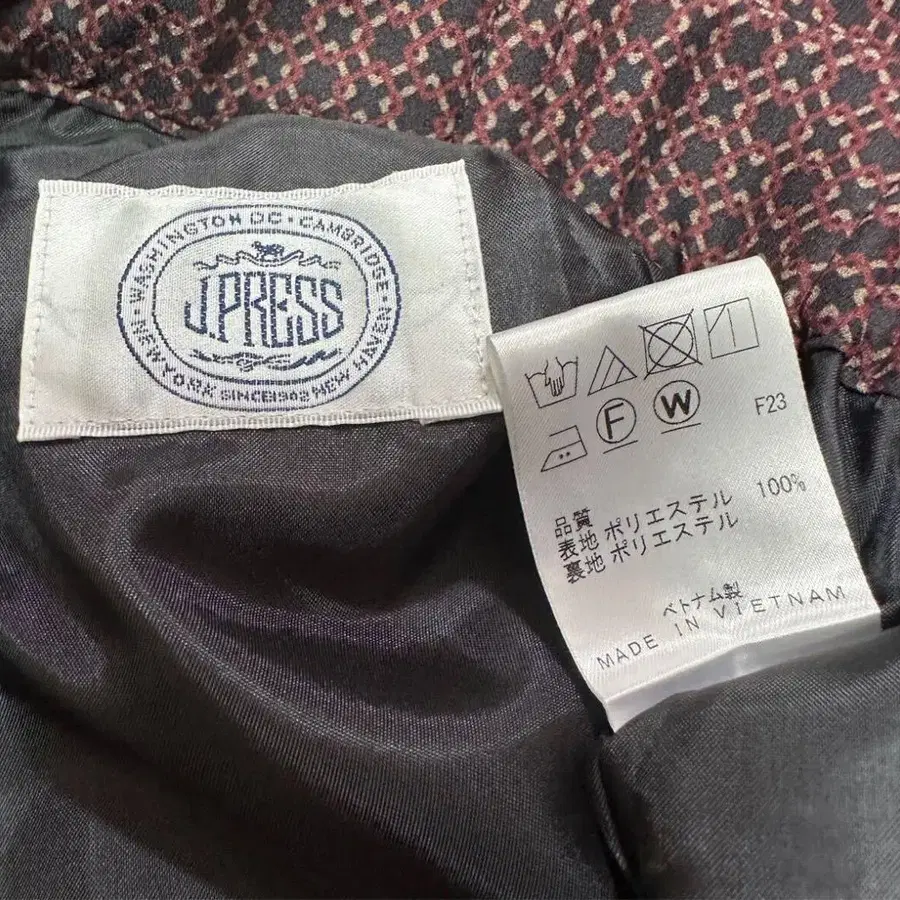 WASHINGTON DC · CAMBRIDGE ·
J.PRESS
NEW YORK SINCE1902 NEW HAVEN
F W F23
品質
表地 ポリエステル 100%
裏地 ポリエステル
ベトナム製
MADE IN VIETNAM